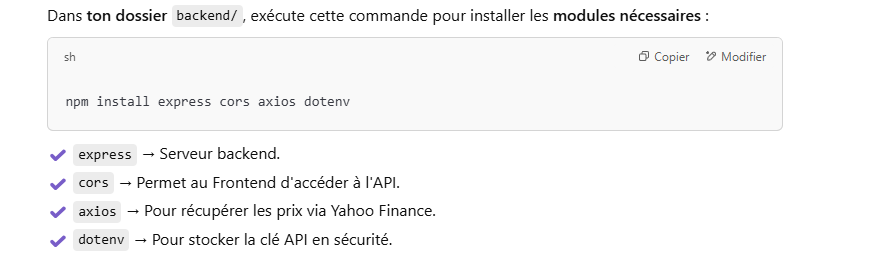 Dans ton dossier backend/, exécute cette commande pour installer les modules nécessaires :
sh Copier Modifier
npm install express cors axios dotenv
express → Serveur backend.
cors → Permet au Frontend d'accéder à l'API.
axios → Pour récupérer les prix via Yahoo Finance.
dotenv → Pour stocker la clé API en sécurité.